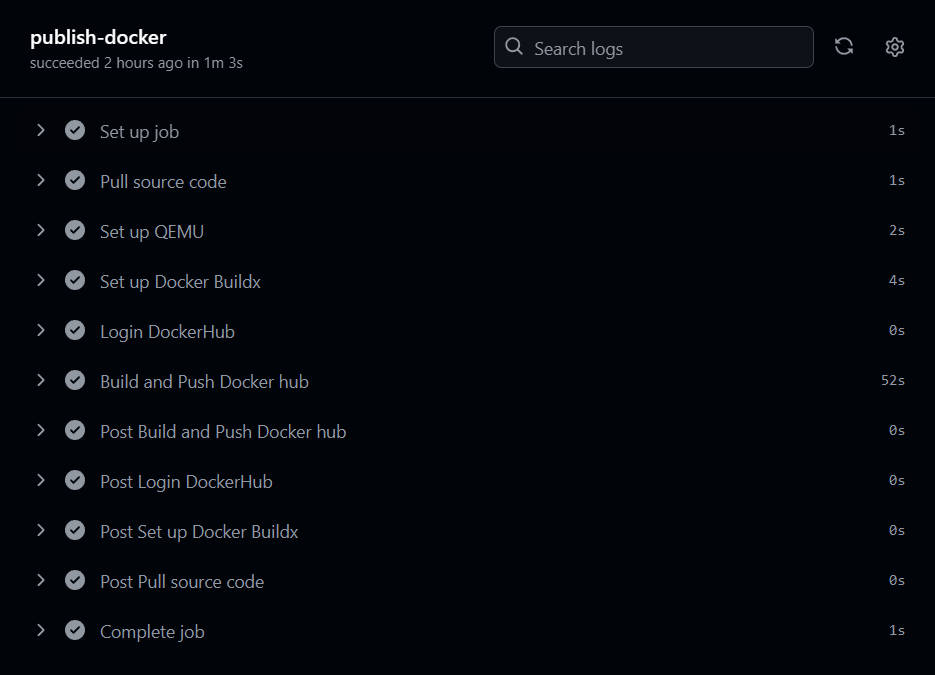 publish-docker
succeeded 2 hours ago in 1m 3s
Search logs
Set up job 1s
Pull source code 1s
Set up QEMU 2s
Set up Docker Buildx 4s
Login DockerHub 0s
Build and Push Docker hub 52s
Post Build and Push Docker hub 0s
Post Login DockerHub 0s
Post Set up Docker Buildx 0s
Post Pull source code 0s
Complete job 1s